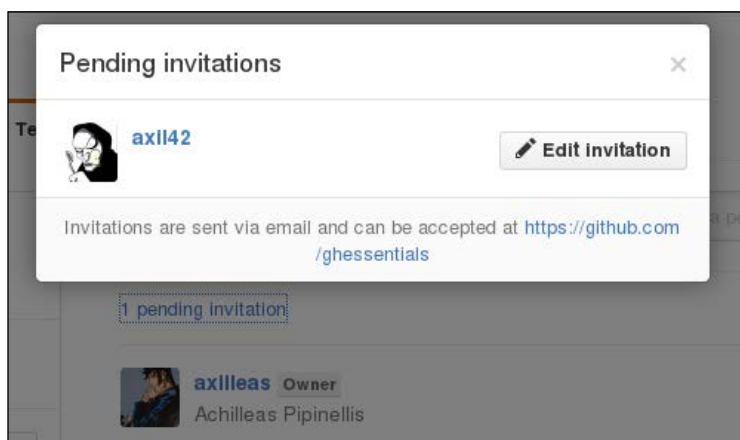 Pending invitations ×
Te
axil42
Edit invitation
Invitations are sent via email and can be accepted at https://github.com
/ghessentials
1 pending invitation
axilleas Owner
Achilleas Pipinellis